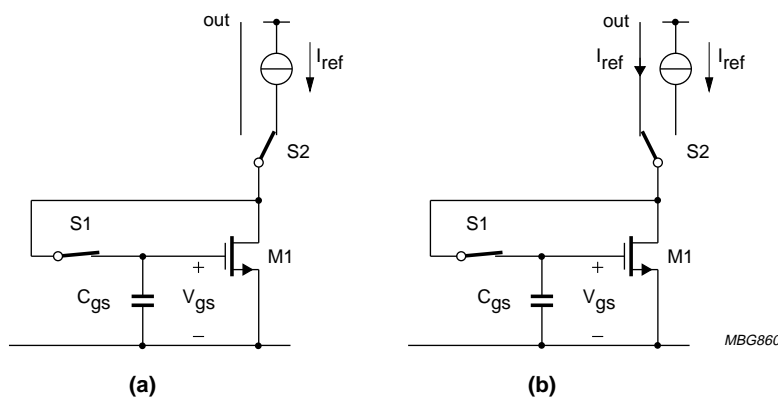 out
I_ref
S2
S1
M1
+
C_gs
V_gs
−
(a)
out
I_ref
I_ref
S2
S1
M1
+
C_gs
V_gs
−
(b)
MBG860